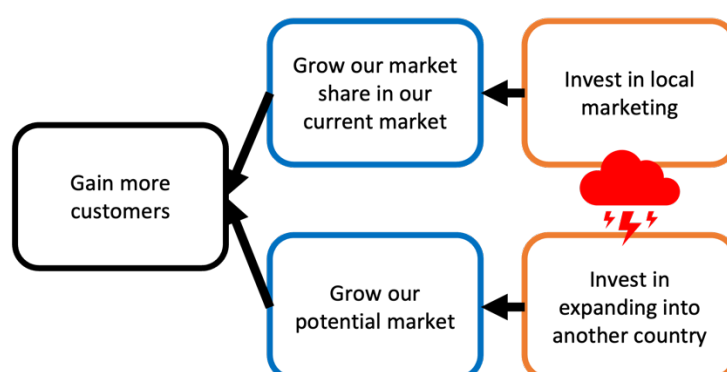 Gain more
customers
Grow our market
share in our
current market
Invest in local
marketing
Grow our
potential market
Invest in
expanding into
another country